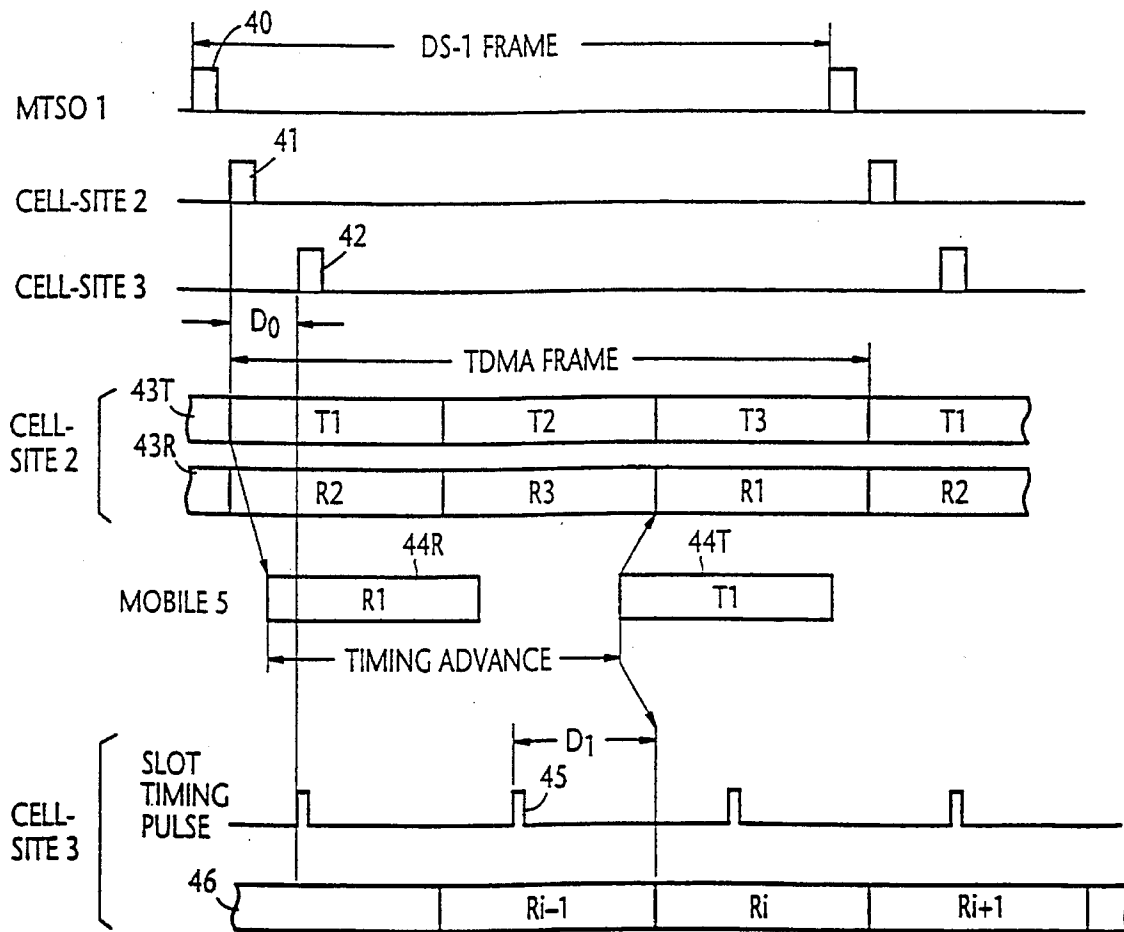 40
DS-1 FRAME
MTSO 1
41
CELL-SITE 2
42
CELL-SITE 3
D0
TDMA FRAME
43T
T1 T2 T3 T1
CELL-
SITE 2
43R
R2 R3 R1 R2
44R 44T
MOBILE 5
R1 T1
TIMING ADVANCE
D1
SLOT
TIMING
PULSE
45
CELL-
SITE 3
46
Ri–1 Ri Ri+1